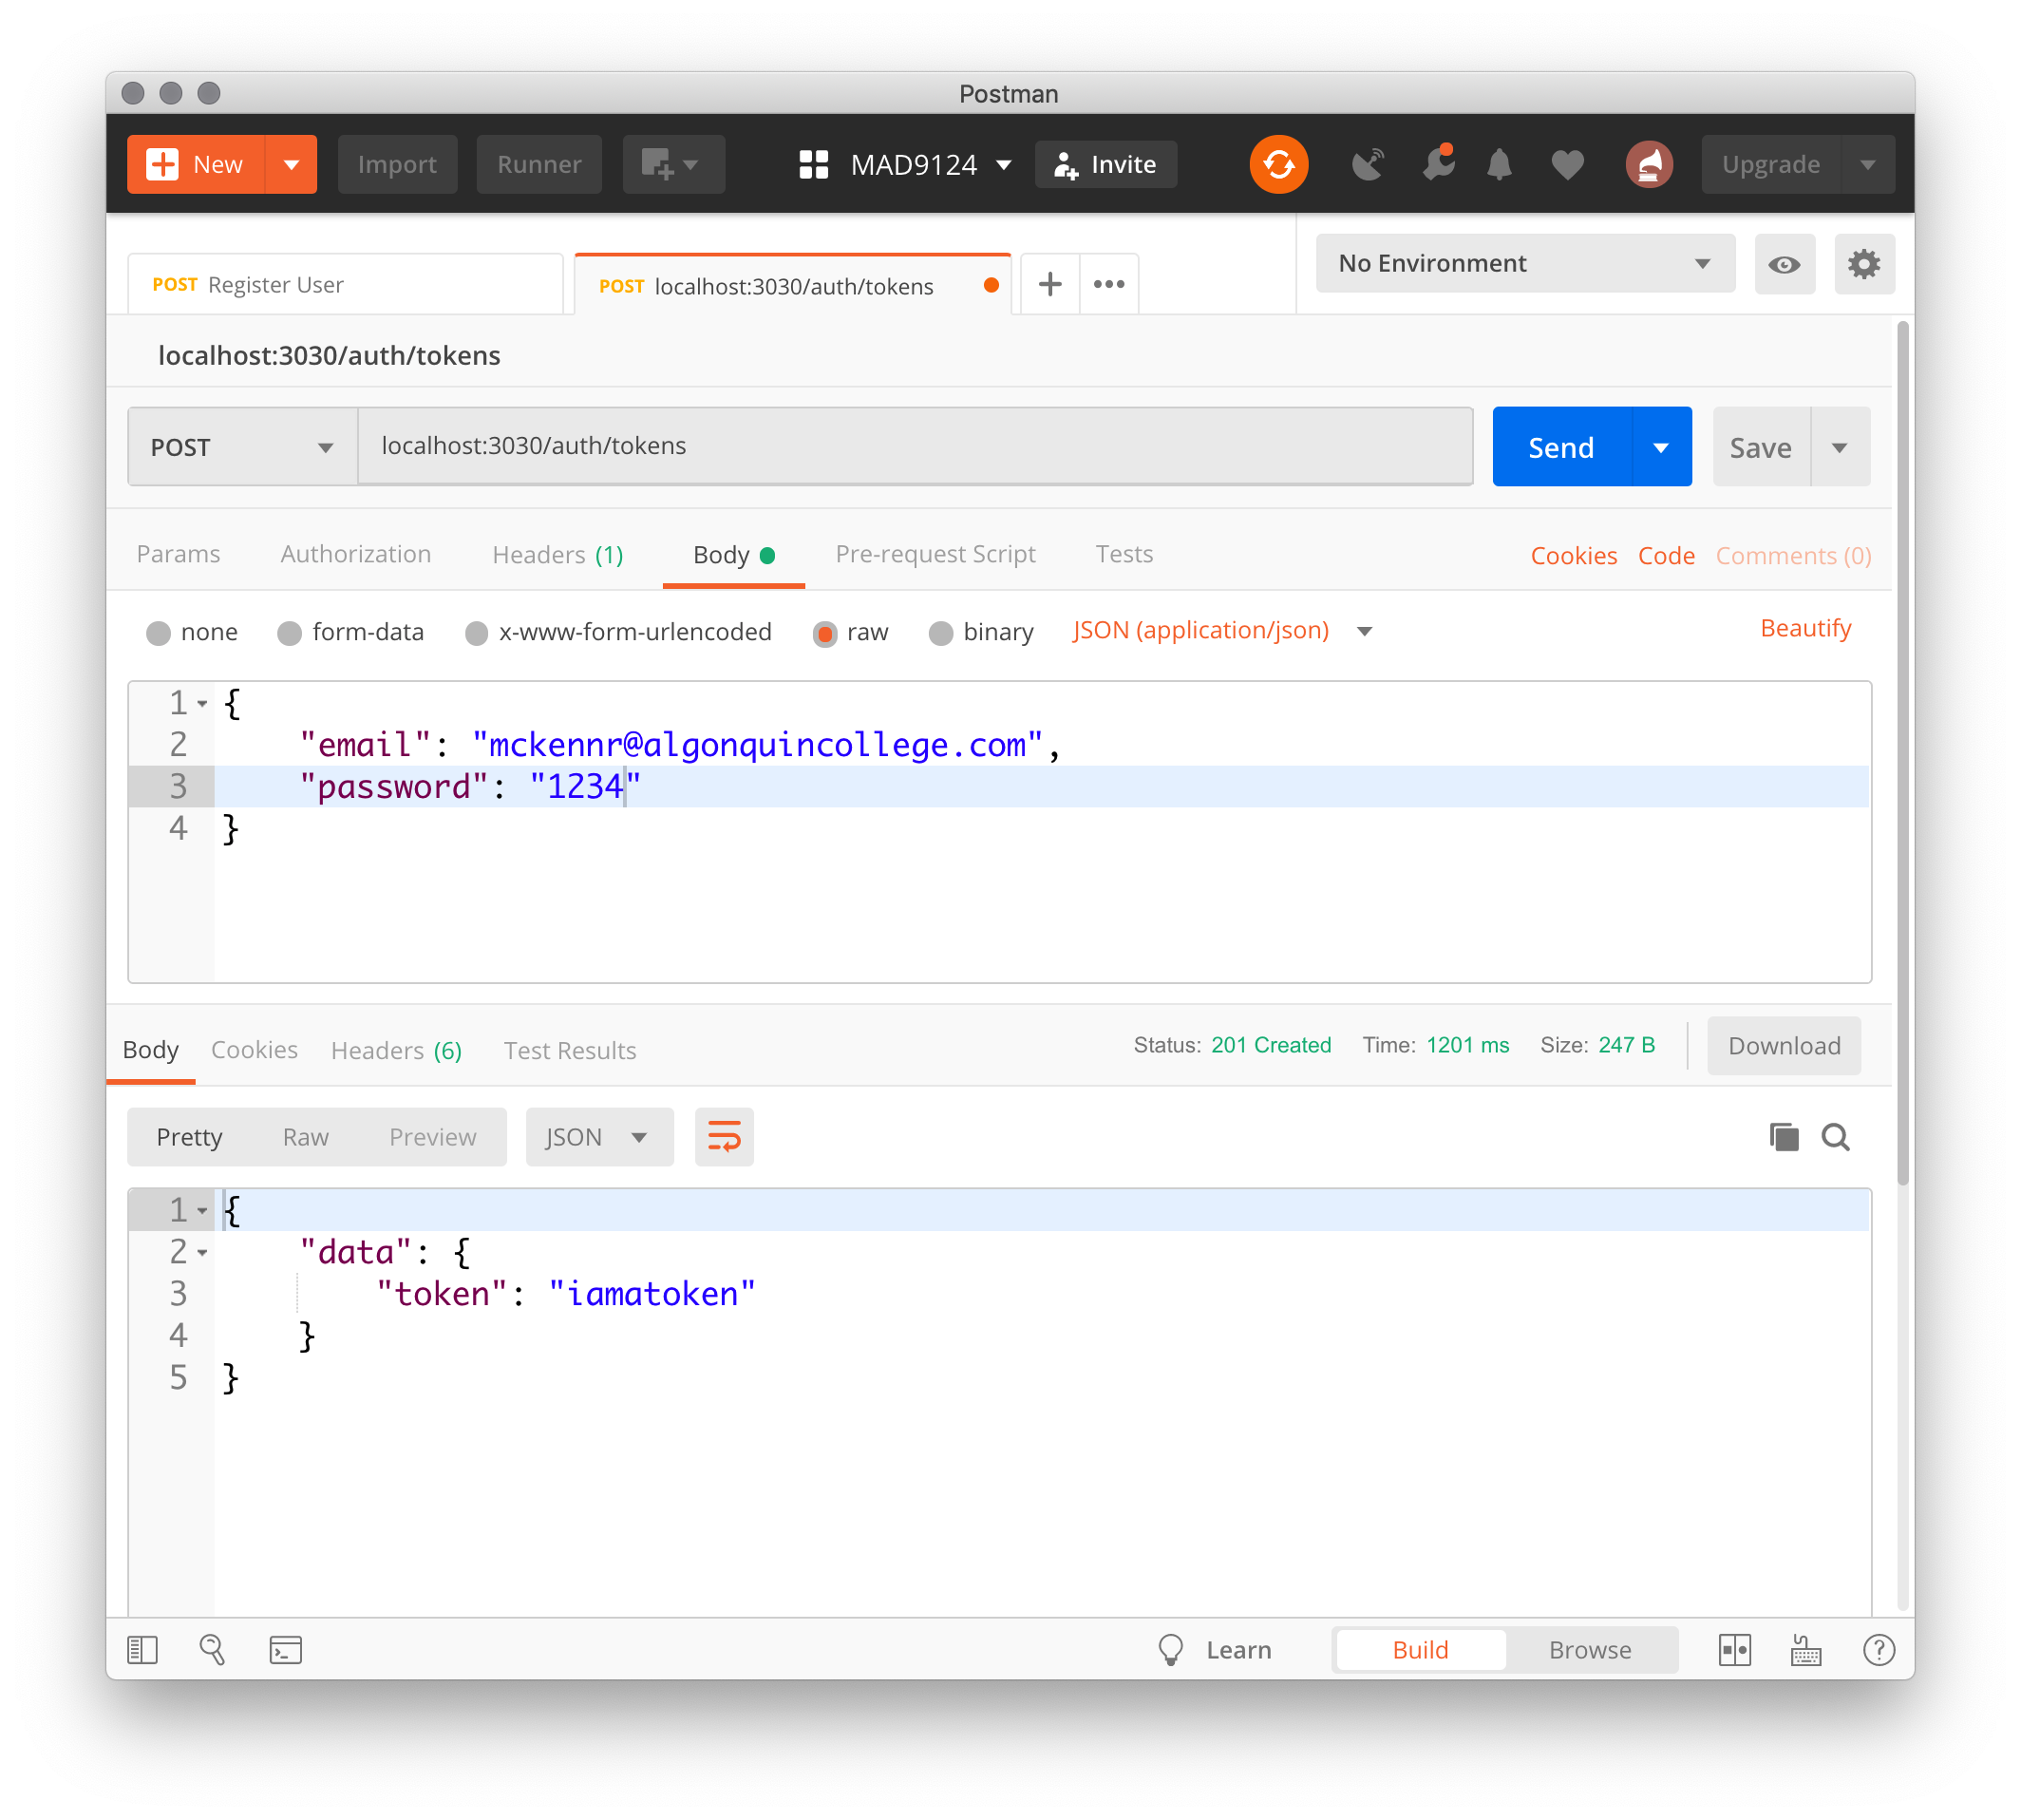 Postman
New Import Runner MAD9124 Invite Upgrade
POST Register User POST localhost:3030/auth/tokens No Environment
localhost:3030/auth/tokens
POST localhost:3030/auth/tokens Send Save
Params Authorization Headers (1) Body Pre-request Script Tests Cookies Code Comments (0)
none form-data x-www-form-urlencoded raw binary JSON (application/json) Beautify
1 {
2 "email": "mckennr@algonquincollege.com",
3 "password": "1234"
4 }
Body Cookies Headers (6) Test Results Status: 201 Created Time: 1201 ms Size: 247 B Download
Pretty Raw Preview JSON
1 {
2 "data": {
3 "token": "iamatoken"
4 }
5 }
Learn Build Browse